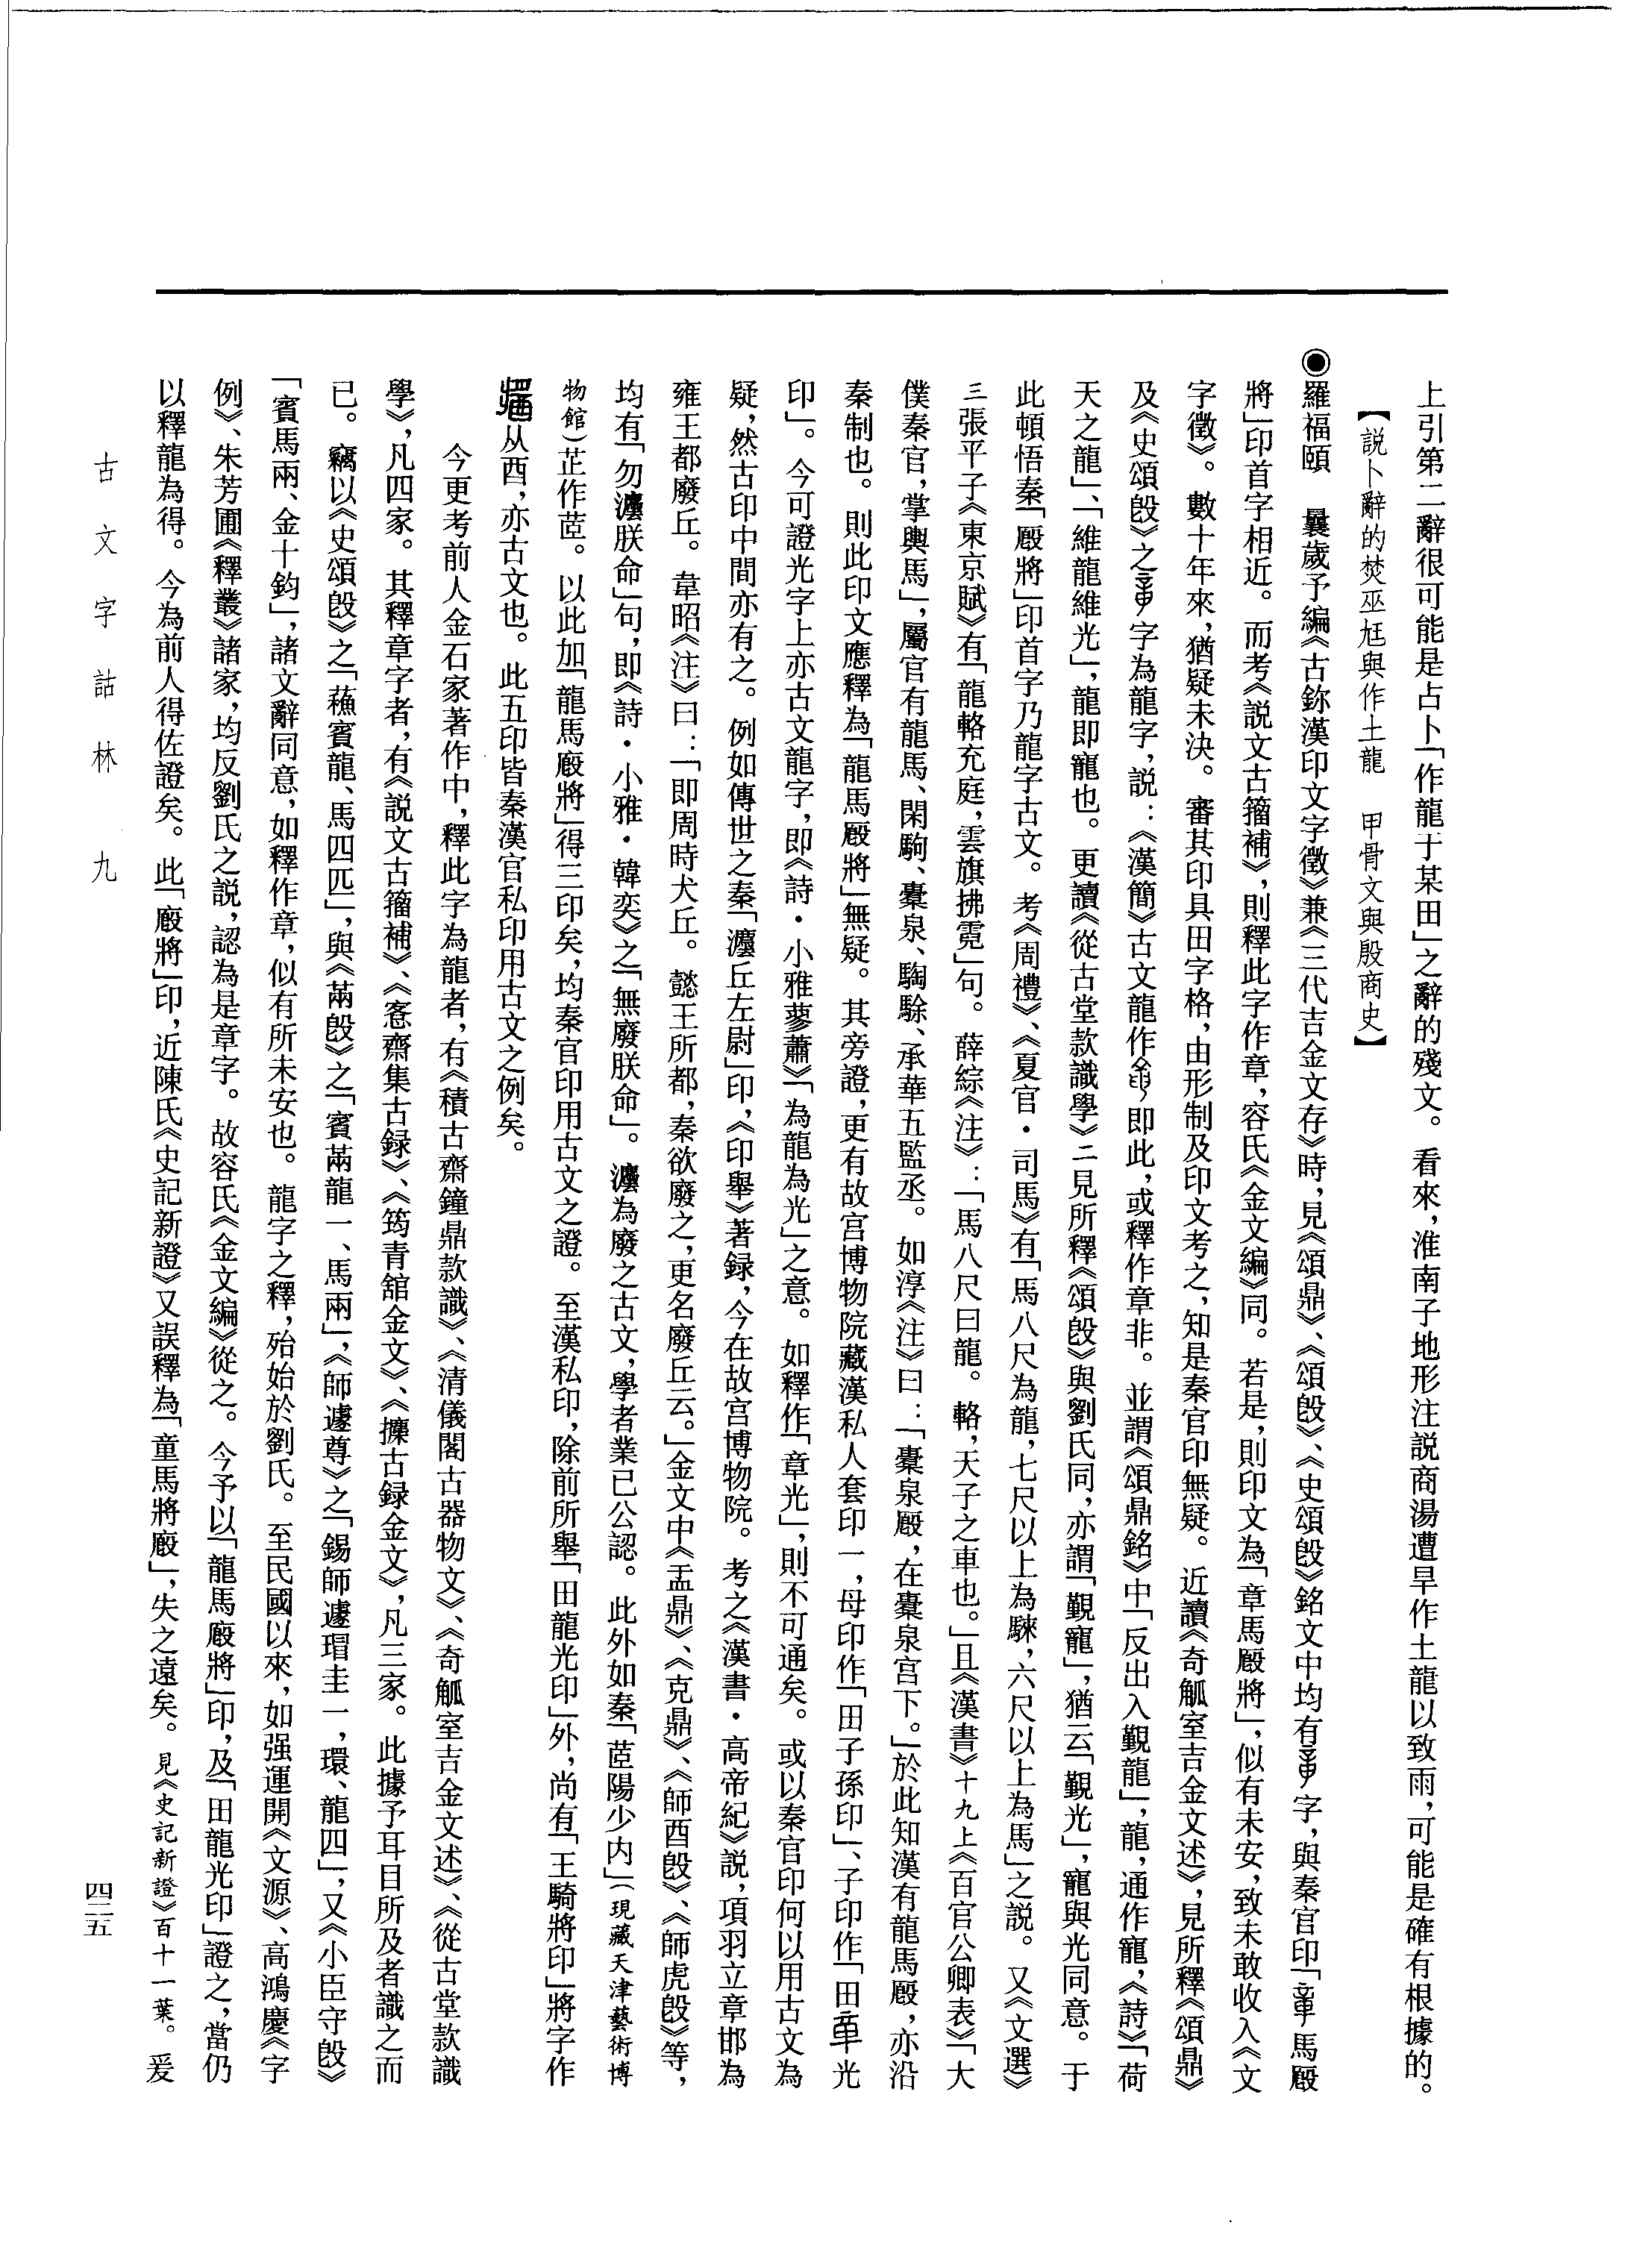 上引第二辭很可能是占卜「作龍于某田」之辭的殘文。看來，淮南子地形注説商湯遭旱作土龍以致雨，可能是確有根據的。
【説卜辭的焚巫尪與作土龍　甲骨文與殷商史】
◉羅福頤　曩歲予編《古鉨漢印文字徵》兼《三代吉金文存》時，見《頌鼎》、《頌𣪘》、《史頌𣪘》銘文中均有字，與秦官印「馬廄
將」印首字相近。而考《説文古籀補》，則釋此字作章，容氏《金文編》同。若是，則印文為「章馬廄將」，似有未安，致未敢收入《文
字徵》。數十年來，猶疑未決。審其印具田字格，由形制及印文考之，知是秦官印無疑。近讀《奇觚室吉金文述》，見所釋《頌鼎》
及《史頌𣪘》之字為龍字，説：《漢簡》古文龍作即此，或釋作章非。並謂《頌鼎銘》中「反出入覲龍」，龍，通作寵，《詩》「荷
天之龍」、「維龍維光」，龍即寵也。更讀《從古堂款識學》二見所釋《頌𣪘》與劉氏同，亦謂「覲寵」，猶云「覲光」，寵與光同意。于
此頓悟秦「廄將」印首字乃龍字古文。考《周禮》、《夏官・司馬》有「馬八尺為龍，七尺以上為騋，六尺以上為馬」之説。又《文選》
三張平子《東京賦》有「龍輅充庭，雲旗拂霓」句。薛綜《注》：「馬八尺曰龍。輅，天子之車也。」且《漢書》十九上《百官公卿表》「大
僕秦官，掌輿馬」，屬官有龍馬、閑駒、橐泉、騊駼、承華五監丞。如淳《注》曰：「橐泉廄，在橐泉宫下。」於此知漢有龍馬廄，亦沿
秦制也。則此印文應釋為「龍馬廄將」無疑。其旁證，更有故宫博物院藏漢私人套印一，母印作「田子孫印」、子印作「田光
印」。今可證光字上亦古文龍字，即《詩・小雅蓼蕭》「為龍為光」之意。如釋作「章光」，則不可通矣。或以秦官印何以用古文為
疑，然古印中間亦有之。例如傳世之秦「灋丘左尉」印，《印舉》著録，今在故宫博物院。考之《漢書・高帝紀》説，項羽立章邯為
雍王都廢丘。韋昭《注》曰：「即周時犬丘。懿王所都，秦欲廢之，更名廢丘云。」金文中《盂鼎》、《克鼎》、《師酉𣪘》、《師虎𣪘》等，
均有「勿灋朕命」句，即《詩・小雅・韓奕》之「無廢朕命」。灋為廢之古文，學者業已公認。此外如秦「茝陽少内」（現藏天津藝術博
物館）芷作茝。以此加「龍馬廄將」得三印矣，均秦官印用古文之證。至漢私印，除前所舉「田龍光印」外，尚有「王騎將印」將字作
从酉，亦古文也。此五印皆秦漢官私印用古文之例矣。
今更考前人金石家著作中，釋此字為龍者，有《積古齋鐘鼎款識》、《清儀閣古器物文》、《奇觚室吉金文述》、《從古堂款識
學》，凡四家。其釋章字者，有《説文古籀補》、《愙齋集古録》、《筠青舘金文》、《攈古録金文》，凡三家。此據予耳目所及者識之而
已。竊以《史頌𣪘》之「蘓賓龍、馬四匹」，與《㒼𣪘》之「賓㒼龍一、馬兩」，《師遽尊》之「錫師遽瑁圭一，環、龍四」，又《小臣守𣪘》
「賓馬兩、金十鈞」，諸文辭同意，如釋作章，似有所未安也。龍字之釋，殆始於劉氏。至民國以來，如强運開《文源》、高鴻慶《字
例》、朱芳圃《釋叢》諸家，均反劉氏之説，認為是章字。故容氏《金文編》從之。今予以「龍馬廄將」印，及「田龍光印」證之，當仍
以釋龍為得。今為前人得佐證矣。此「廄將」印，近陳氏《史記新證》又誤釋為「童馬將廄」，失之遠矣。見《史記新證》百十一葉。爰
古文字詁林　九
四三五